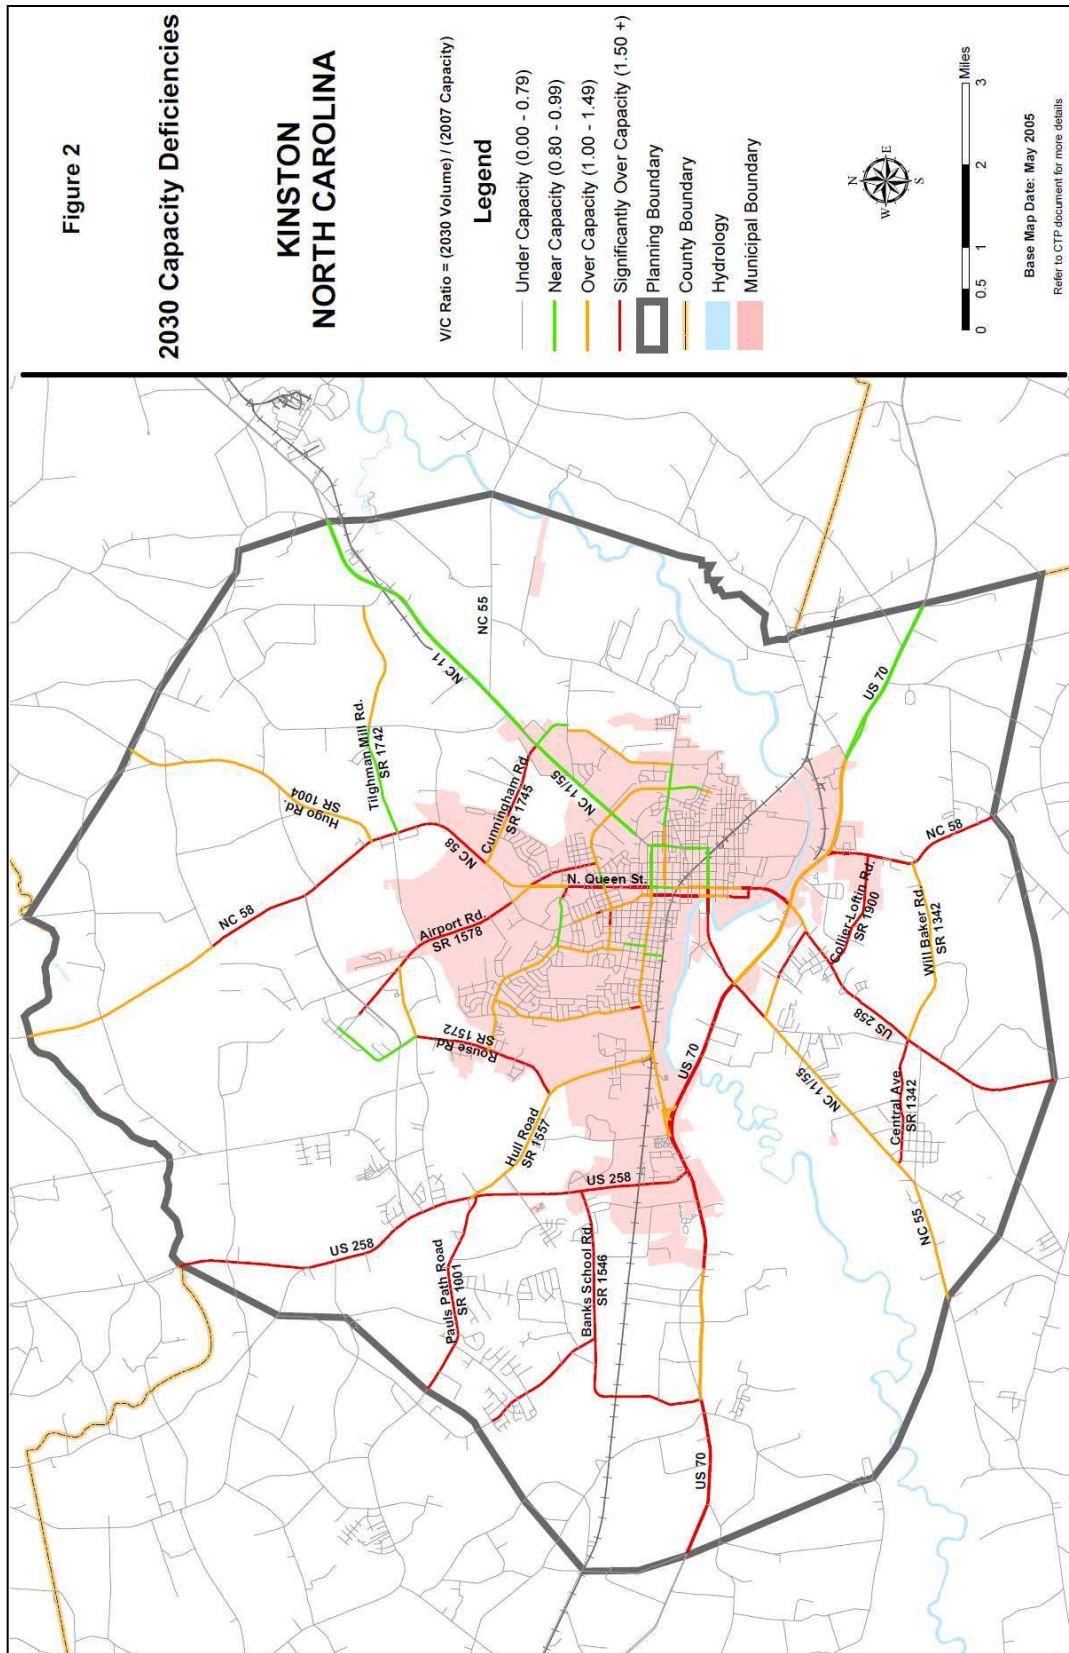 Figure 2
2030 Capacity Deficiencies
KINSTON
NORTH CAROLINA
V/C Ratio = (2030 Volume) / (2007 Capacity)
Legend
Under Capacity (0.00 - 0.79)
Near Capacity (0.80 - 0.99)
Over Capacity (1.00 - 1.49)
Significantly Over Capacity (1.50 +)
Planning Boundary
County Boundary
Hydrology
Municipal Boundary
N
W
E
S
0
0.5
1
2
3
Miles
Base Map Date: May 2005
Refer to CTP document for more details
NC 55
NC 11
Tilghman Mill Rd.
SR 1742
Hugo Rd.
SR 1004
Cunningham Rd.
SR 1745
NC 11/55
NC 58
NC 58
N. Queen St.
Airport Rd.
SR 1578
Rouse Rd
SR 1572
Hull Road
SR 1557
US 258
US 258
Pauls Path Road
SR 1001
Banks School Rd.
SR 1546
US 70
US 70
US 70
NC 58
Collier-Loftin Rd.
SR 1900
Will Baker Rd.
SR 1342
US 258
Central Ave.
SR 1342
NC 11/55
NC 55